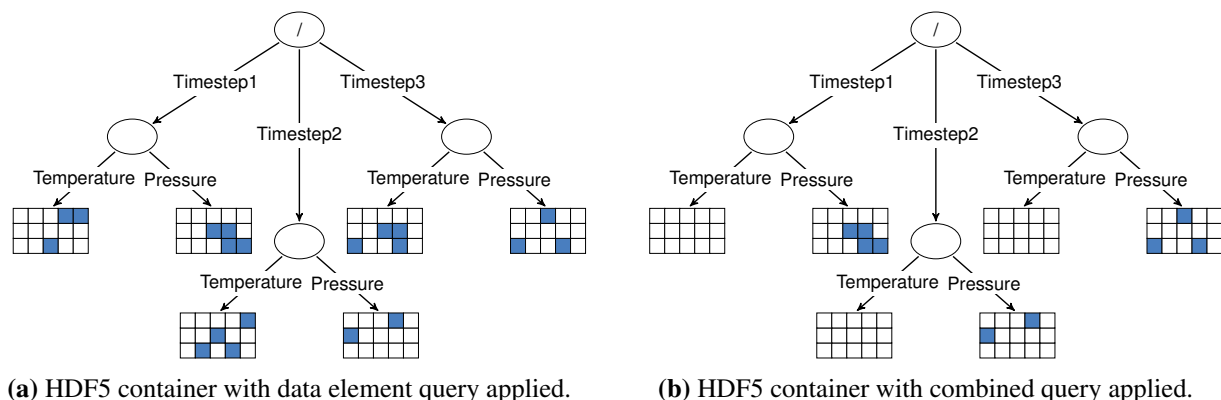 /
Timestep1
Timestep3
Timestep2
Temperature
Pressure
Temperature
Pressure
Temperature
Pressure
(a) HDF5 container with data element query applied.
/
Timestep1
Timestep3
Timestep2
Temperature
Pressure
Temperature
Pressure
Temperature
Pressure
(b) HDF5 container with combined query applied.